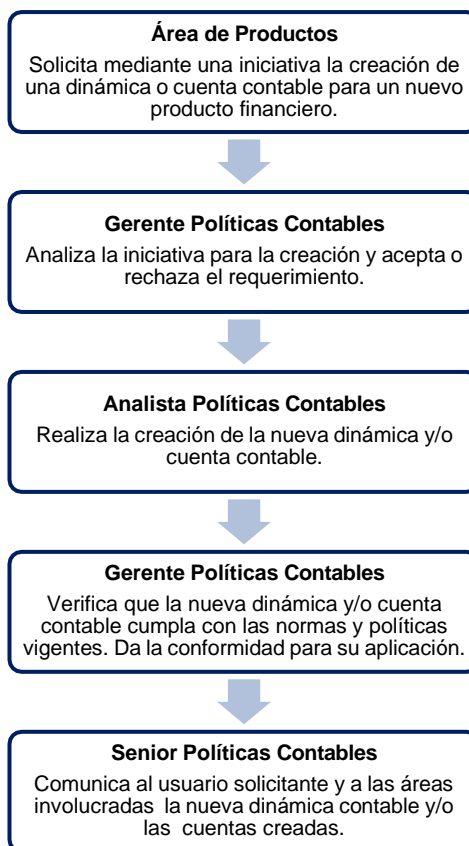 Área de Productos
Solicita mediante una iniciativa la creación de
una dinámica o cuenta contable para un nuevo
producto financiero.
Gerente Políticas Contables
Analiza la iniciativa para la creación y acepta o
rechaza el requerimiento.
Analista Políticas Contables
Realiza la creación de la nueva dinámica y/o
cuenta contable.
Gerente Políticas Contables
Verifica que la nueva dinámica y/o cuenta
contable cumpla con las normas y políticas
vigentes. Da la conformidad para su aplicación.
Senior Políticas Contables
Comunica al usuario solicitante y a las áreas
involucradas la nueva dinámica contable y/o
las cuentas creadas.